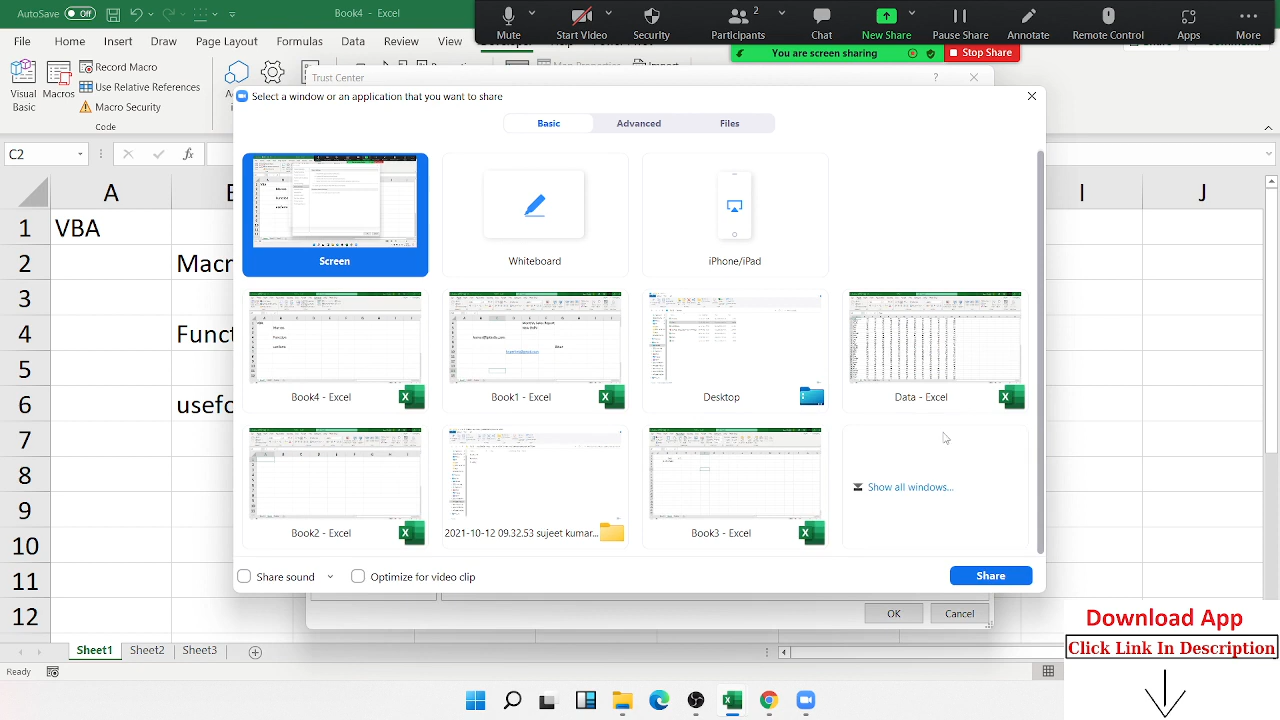 AutoSave Off Book4 - Excel
Mute Start Video Security Participants 2 Chat New Share Pause Share Remote Control Annotate Apps More
File Home Insert Draw Page Layout Formulas Data Review View
You are screen sharing Stop Share
Visual Basic
Macros
Use Relative References
Macro Security
Code
Trust Center
Select a window or an application that you want to share
Basic Advanced Files
C2
A I J
1 VBA
2 Macr
3
4 Func
5
6 userd
7
8
9
10
11
12
Screen Whiteboard iPhone/iPad
Book4 - Excel Book1 - Excel Desktop Data - Excel
Show all windows...
Book2 - Excel 2021-10-12 09.32.53 sujeet kumar... Book3 - Excel
Share sound Optimize for video clip Share
OK Cancel
Sheet1 Sheet2 Sheet3
Ready
Download App
Click Link In Description